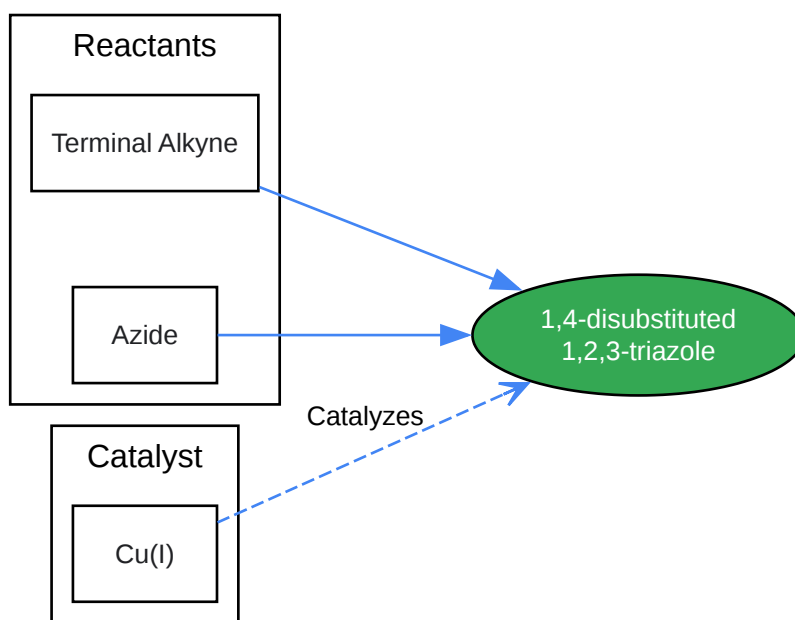 Reactants
Terminal Alkyne
Azide
1,4-disubstituted
1,2,3-triazole
Catalyzes
Catalyst
Cu(I)